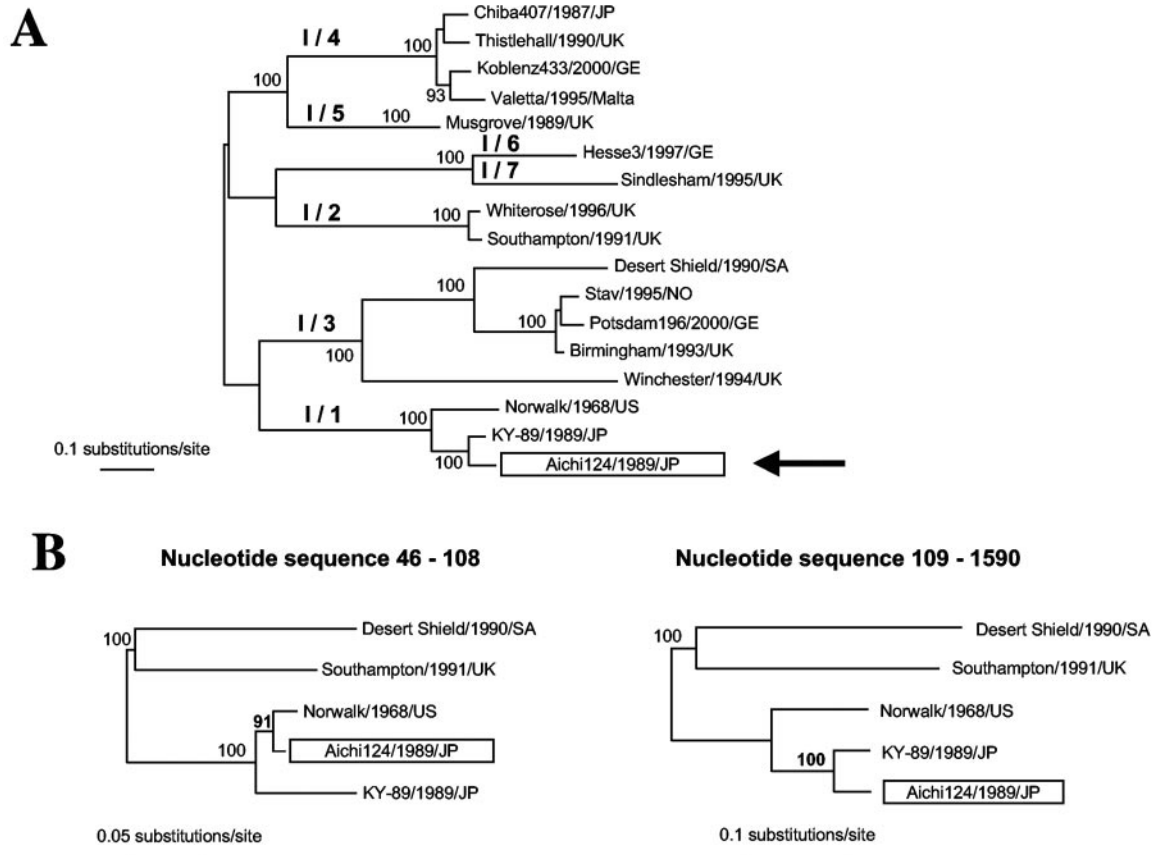 A
I / 4
100
100
Chiba407/1987/JP
Thistlehall/1990/UK
Koblenz433/2000/GE
93
Valetta/1995/Malta
I / 5
100
Musgrove/1989/UK
100
I / 6
Hesse3/1997/GE
I / 7
Sindlesham/1995/UK
I / 2
100
Whiterose/1996/UK
Southampton/1991/UK
Desert Shield/1990/SA
100
Stav/1995/NO
I / 3
100
100
Potsdam196/2000/GE
Birmingham/1993/UK
Winchester/1994/UK
I / 1
100
Norwalk/1968/US
KY-89/1989/JP
100
Aichi124/1989/JP
0.1 substitutions/site
B
Nucleotide sequence 46 - 108
100
Desert Shield/1990/SA
Southampton/1991/UK
91
Norwalk/1968/US
100
Aichi124/1989/JP
KY-89/1989/JP
0.05 substitutions/site
Nucleotide sequence 109 - 1590
100
Desert Shield/1990/SA
Southampton/1991/UK
Norwalk/1968/US
100
KY-89/1989/JP
Aichi124/1989/JP
0.1 substitutions/site